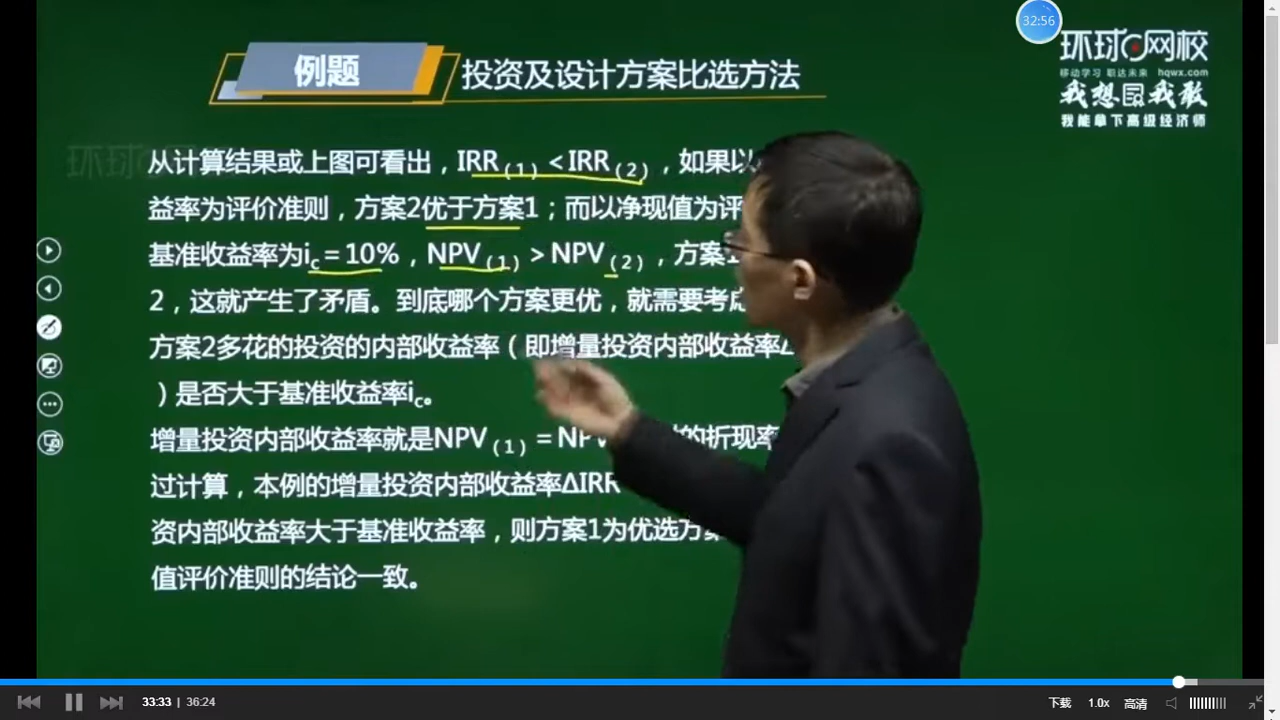 32:56
环球网校
移动学习 职达未来 hqwx.com
我想我敢
我能拿下高级经济师
例题
投资及设计方案比选方法
环球
从计算结果或上图可看出，IRR（1）<IRR（2），如果以
益率为评价准则，方案2优于方案1；而以净现值为评
基准收益率为ic＝10%，NPV（1）>NPV（2），方案1
2，这就产生了矛盾。到底哪个方案更优，就需要考虑
方案2多花的投资的内部收益率（即增量投资内部收益率Δ
）是否大于基准收益率ic。
增量投资内部收益率就是NPV（1）＝NPV 的折现率
过计算，本例的增量投资内部收益率ΔIRR
资内部收益率大于基准收益率，则方案1为优选方案
值评价准则的结论一致。
33:33 | 36:24 下载 1.0x 高清